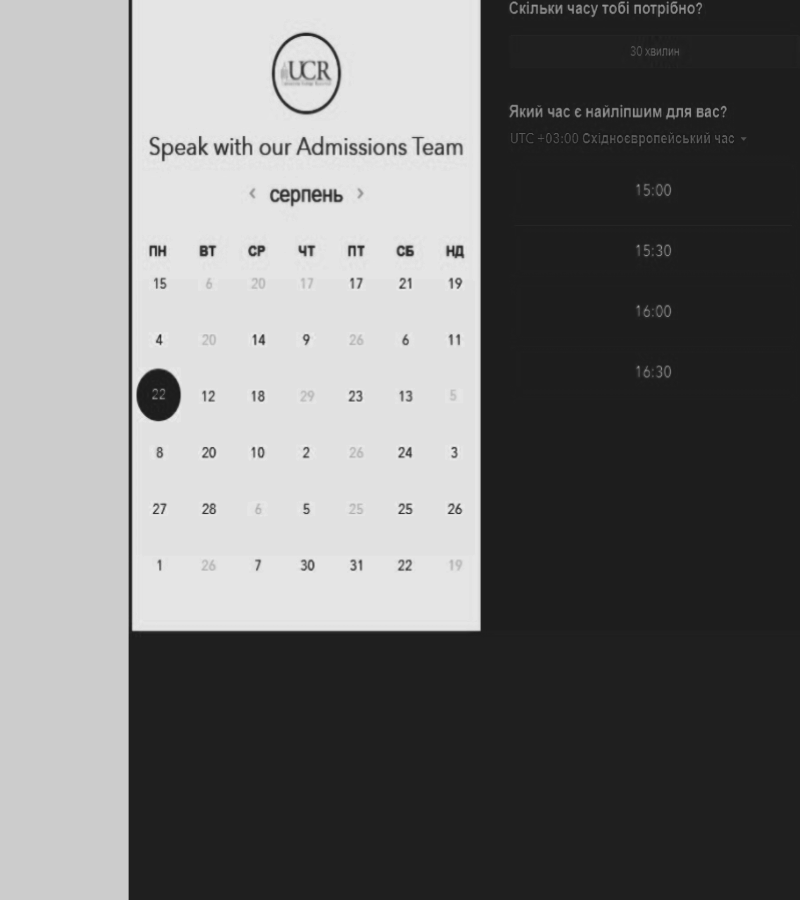 UCR
Speak with our Admissions Team
< серпень >
ПН ВТ СР ЧТ ПТ СБ НД
15 6 20 17 17 21 19
4 20 14 9 26 6 11
22 12 18 29 23 13 5
8 20 10 2 26 24 3
27 28 6 5 25 25 26
1 26 7 30 31 22 19
Скільки часу тобі потрібно?
30 хвилин
Який час є найліпшим для вас?
UTC +03:00 Східноєвропейський час
15:00
15:30
16:00
16:30